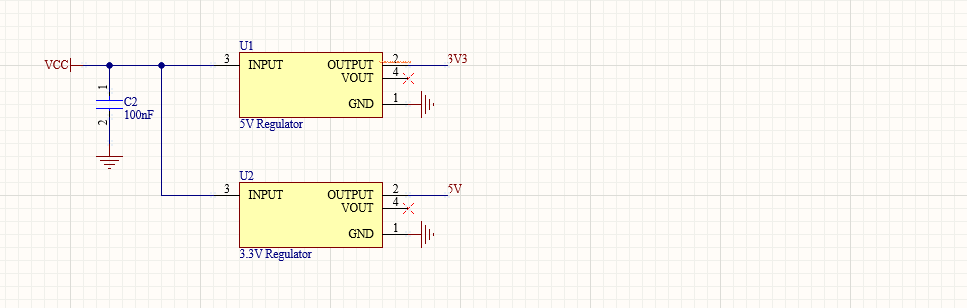 U1
VCC
3
INPUT
OUTPUT
2
3V3
VOUT
4
1
C2
100nF
GND
1
2
5V Regulator
U2
3
INPUT
OUTPUT
2
5V
VOUT
4
GND
1
3.3V Regulator